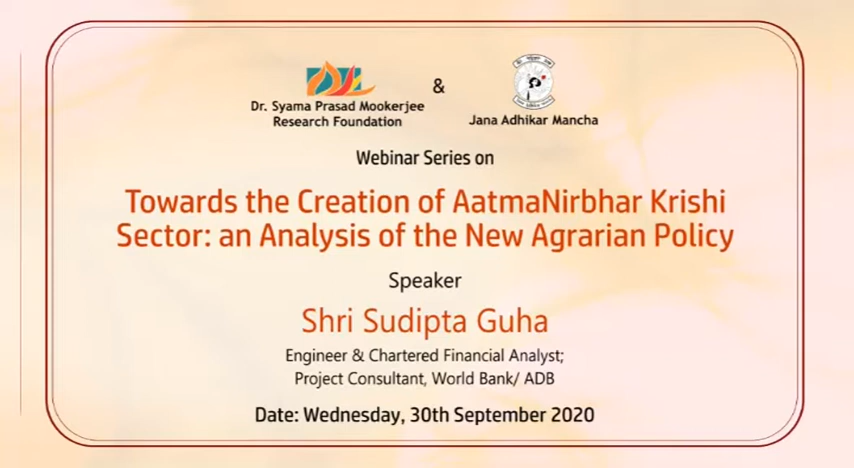 &
Dr. Syama Prasad Mookerjee
Research Foundation
Jana Adhikar Mancha
Webinar Series on
Towards the Creation of AatmaNirbhar Krishi
Sector: an Analysis of the New Agrarian Policy
Speaker
Shri Sudipta Guha
Engineer & Chartered Financial Analyst;
Project Consultant, World Bank/ ADB
Date: Wednesday, 30th September 2020